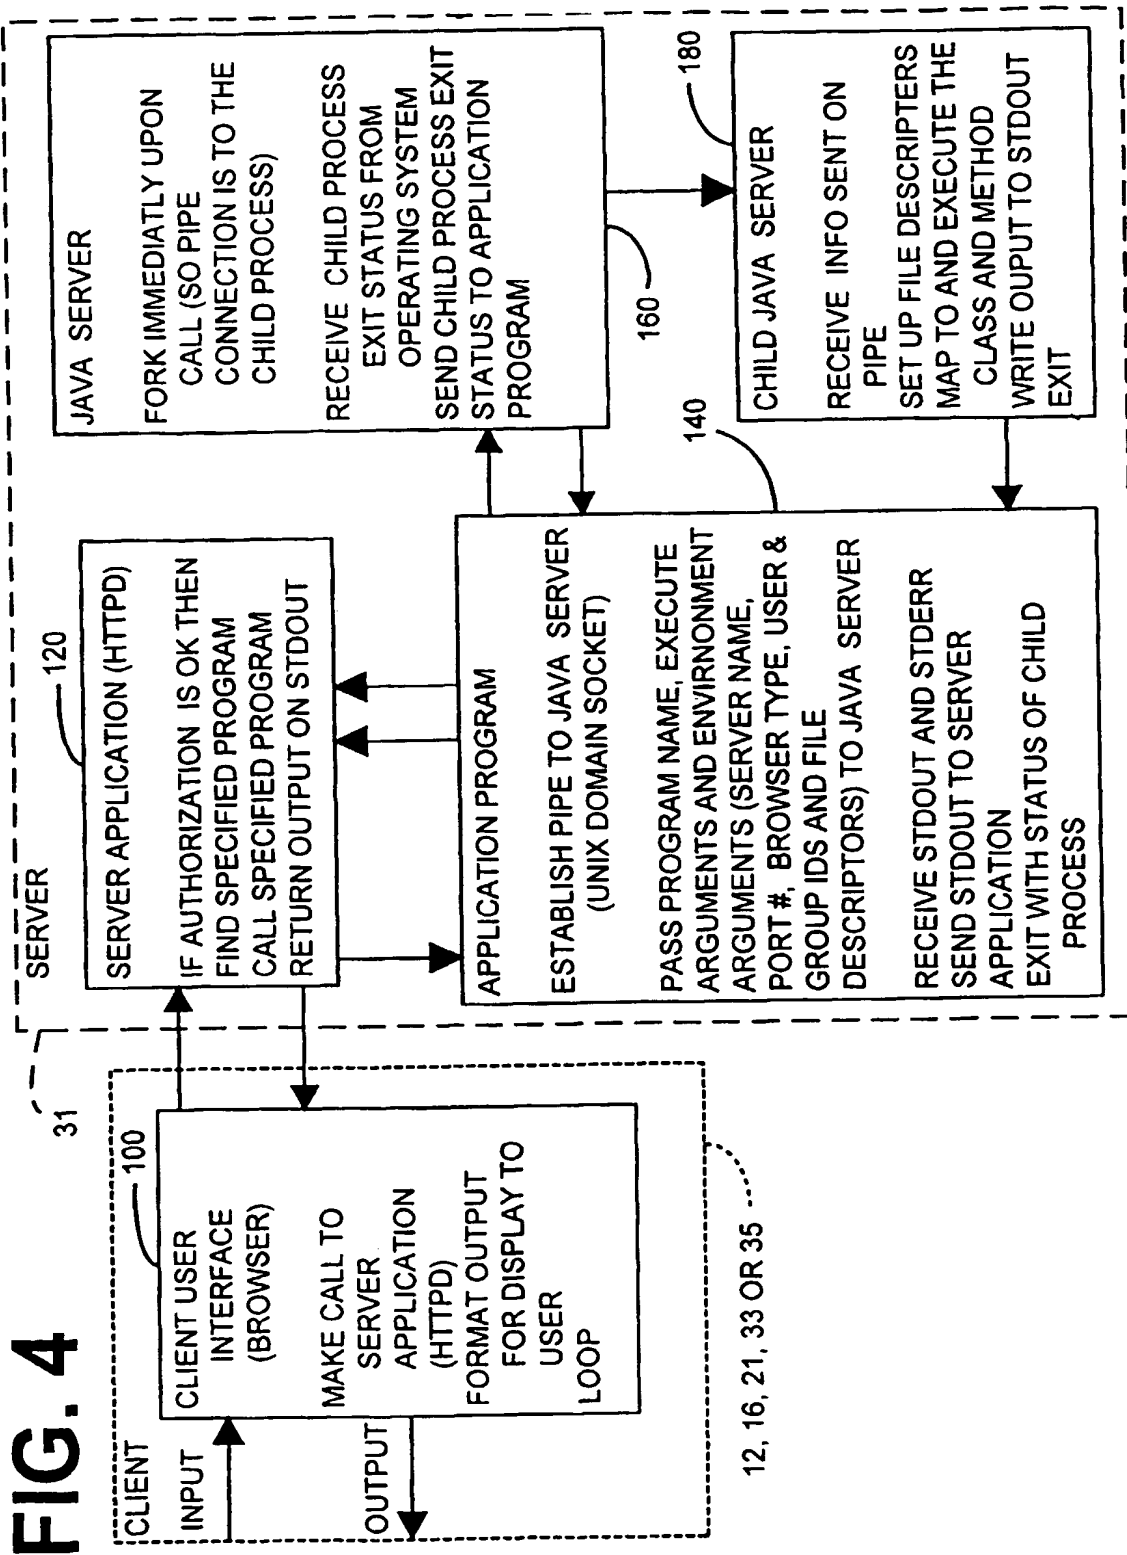 FIG. 4
CLIENT
INPUT
OUTPUT
100
CLIENT USER
INTERFACE
(BROWSER)
MAKE CALL TO
SERVER
APPLICATION
(HTTPD)
FORMAT OUTPUT
FOR DISPLAY TO
USER
LOOP
12, 16, 21, 33 OR 35
31
SERVER
120
SERVER APPLICATION (HTTPD)
IF AUTHORIZATION IS OK THEN
FIND SPECIFIED PROGRAM
CALL SPECIFIED PROGRAM
RETURN OUTPUT ON STDOUT
140
APPLICATION PROGRAM
ESTABLISH PIPE TO JAVA SERVER
(UNIX DOMAIN SOCKET)
PASS PROGRAM NAME, EXECUTE
ARGUMENTS AND ENVIRNONMENT
ARGUMENTS (SERVER NAME,
PORT #, BROWSER TYPE, USER &
GROUP IDS AND FILE
DESCRIPTORS) TO JAVA SERVER
RECEIVE STDOUT AND STDERR
SEND STDOUT TO SERVER
APPLICATION
EXIT WITH STATUS OF CHILD
PROCESS
JAVA SERVER
FORK IMMEDIATLY UPON
CALL (SO PIPE
CONNECTION IS TO THE
CHILD PROCESS)
RECEIVE CHILD PROCESS
EXIT STATUS FROM
OPERATING SYSTEM
SEND CHILD PROCESS EXIT
STATUS TO APPLICATION
PROGRAM
160
180
CHILD JAVA SERVER
RECEIVE INFO SENT ON
PIPE
SET UP FILE DESCRIPTERS
MAP TO AND EXECUTE THE
CLASS AND METHOD
WRITE OUPUT TO STDOUT
EXIT